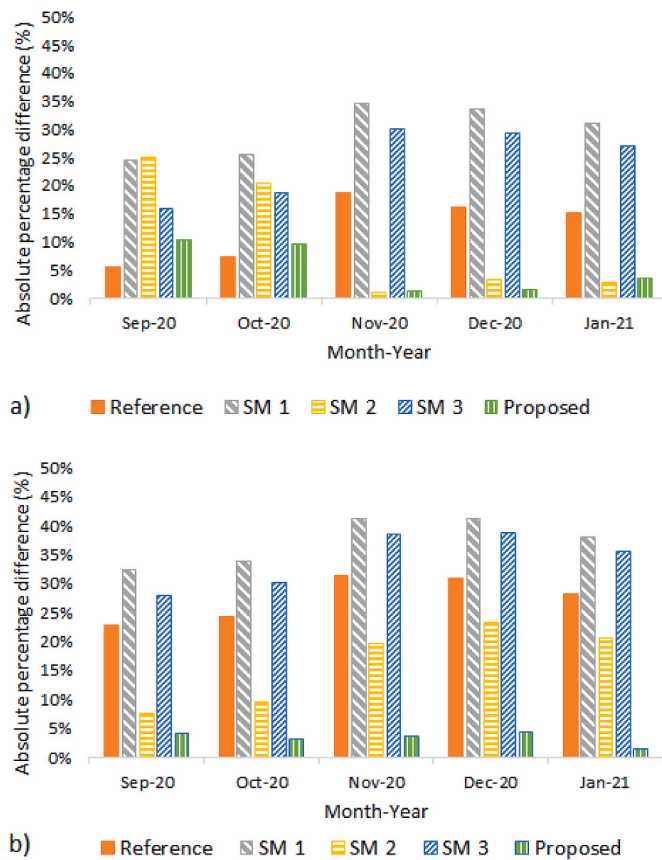 50%
45%
40%
35%
30%
25%
20%
15%
10%
5%
0%
Absolute percentage difference (%)
Sep-20 Oct-20 Nov-20 Dec-20 Jan-21
Month-Year
a) Reference SM 1 SM 2 SM 3 Proposed
50%
45%
40%
35%
30%
25%
20%
15%
10%
5%
0%
Absolute percentage difference (%)
Sep-20 Oct-20 Nov-20 Dec-20 Jan-21
Month-Year
b) Reference SM 1 SM 2 SM 3 Proposed